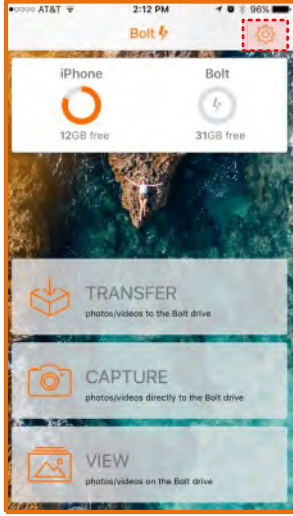 AT&T 2:12 PM 96%
Bolt
iPhone Bolt
12GB free 31GB free
TRANSFER
photos/videos to the Bolt drive
CAPTURE
photos/videos directly to the Bolt drive
VIEW
photos/videos on the Bolt drive